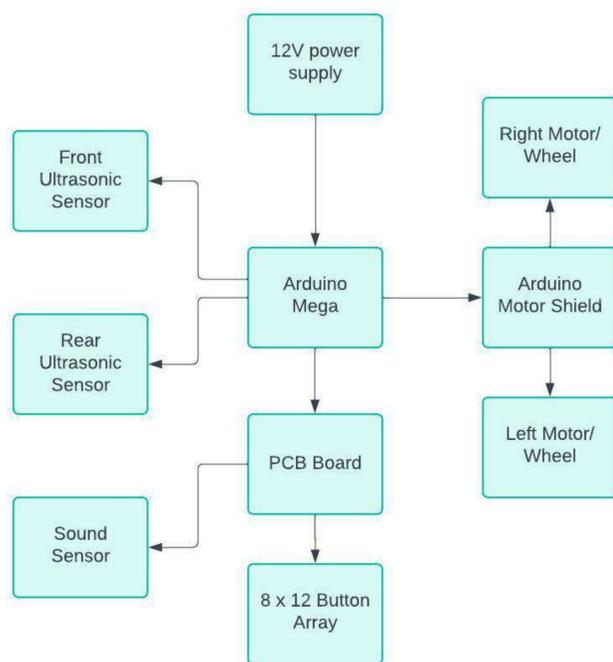 12V power
supply
Front
Ultrasonic
Sensor
Right Motor/
Wheel
Arduino
Mega
Arduino
Motor Shield
Rear
Ultrasonic
Sensor
PCB Board
Left Motor/
Wheel
Sound
Sensor
8 x 12 Button
Array